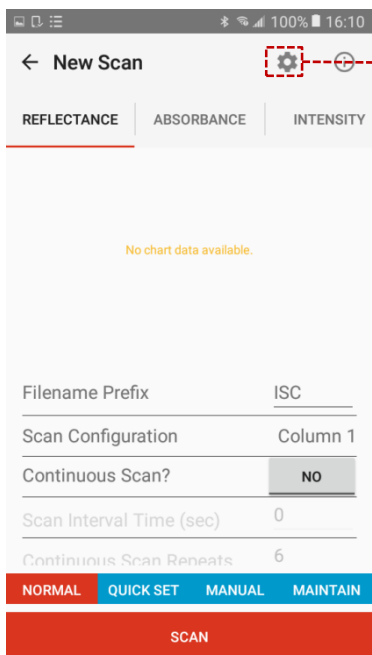 100% 16:10
New Scan
REFLECTANCE ABSORBANCE INTENSITY
No chart data available.
Filename Prefix ISC
Scan Configuration Column 1
Continuous Scan? NO
Scan Interval Time (sec) 0
Continuous Scan Repeats 6
NORMAL QUICK SET MANUAL MAINTAIN
SCAN